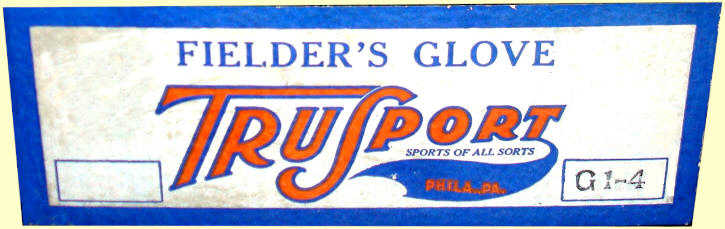 FIELDER'S GLOVE
TRUSPORT
SPORTS OF ALL SORTS
PHILA.,PA.
G1-4